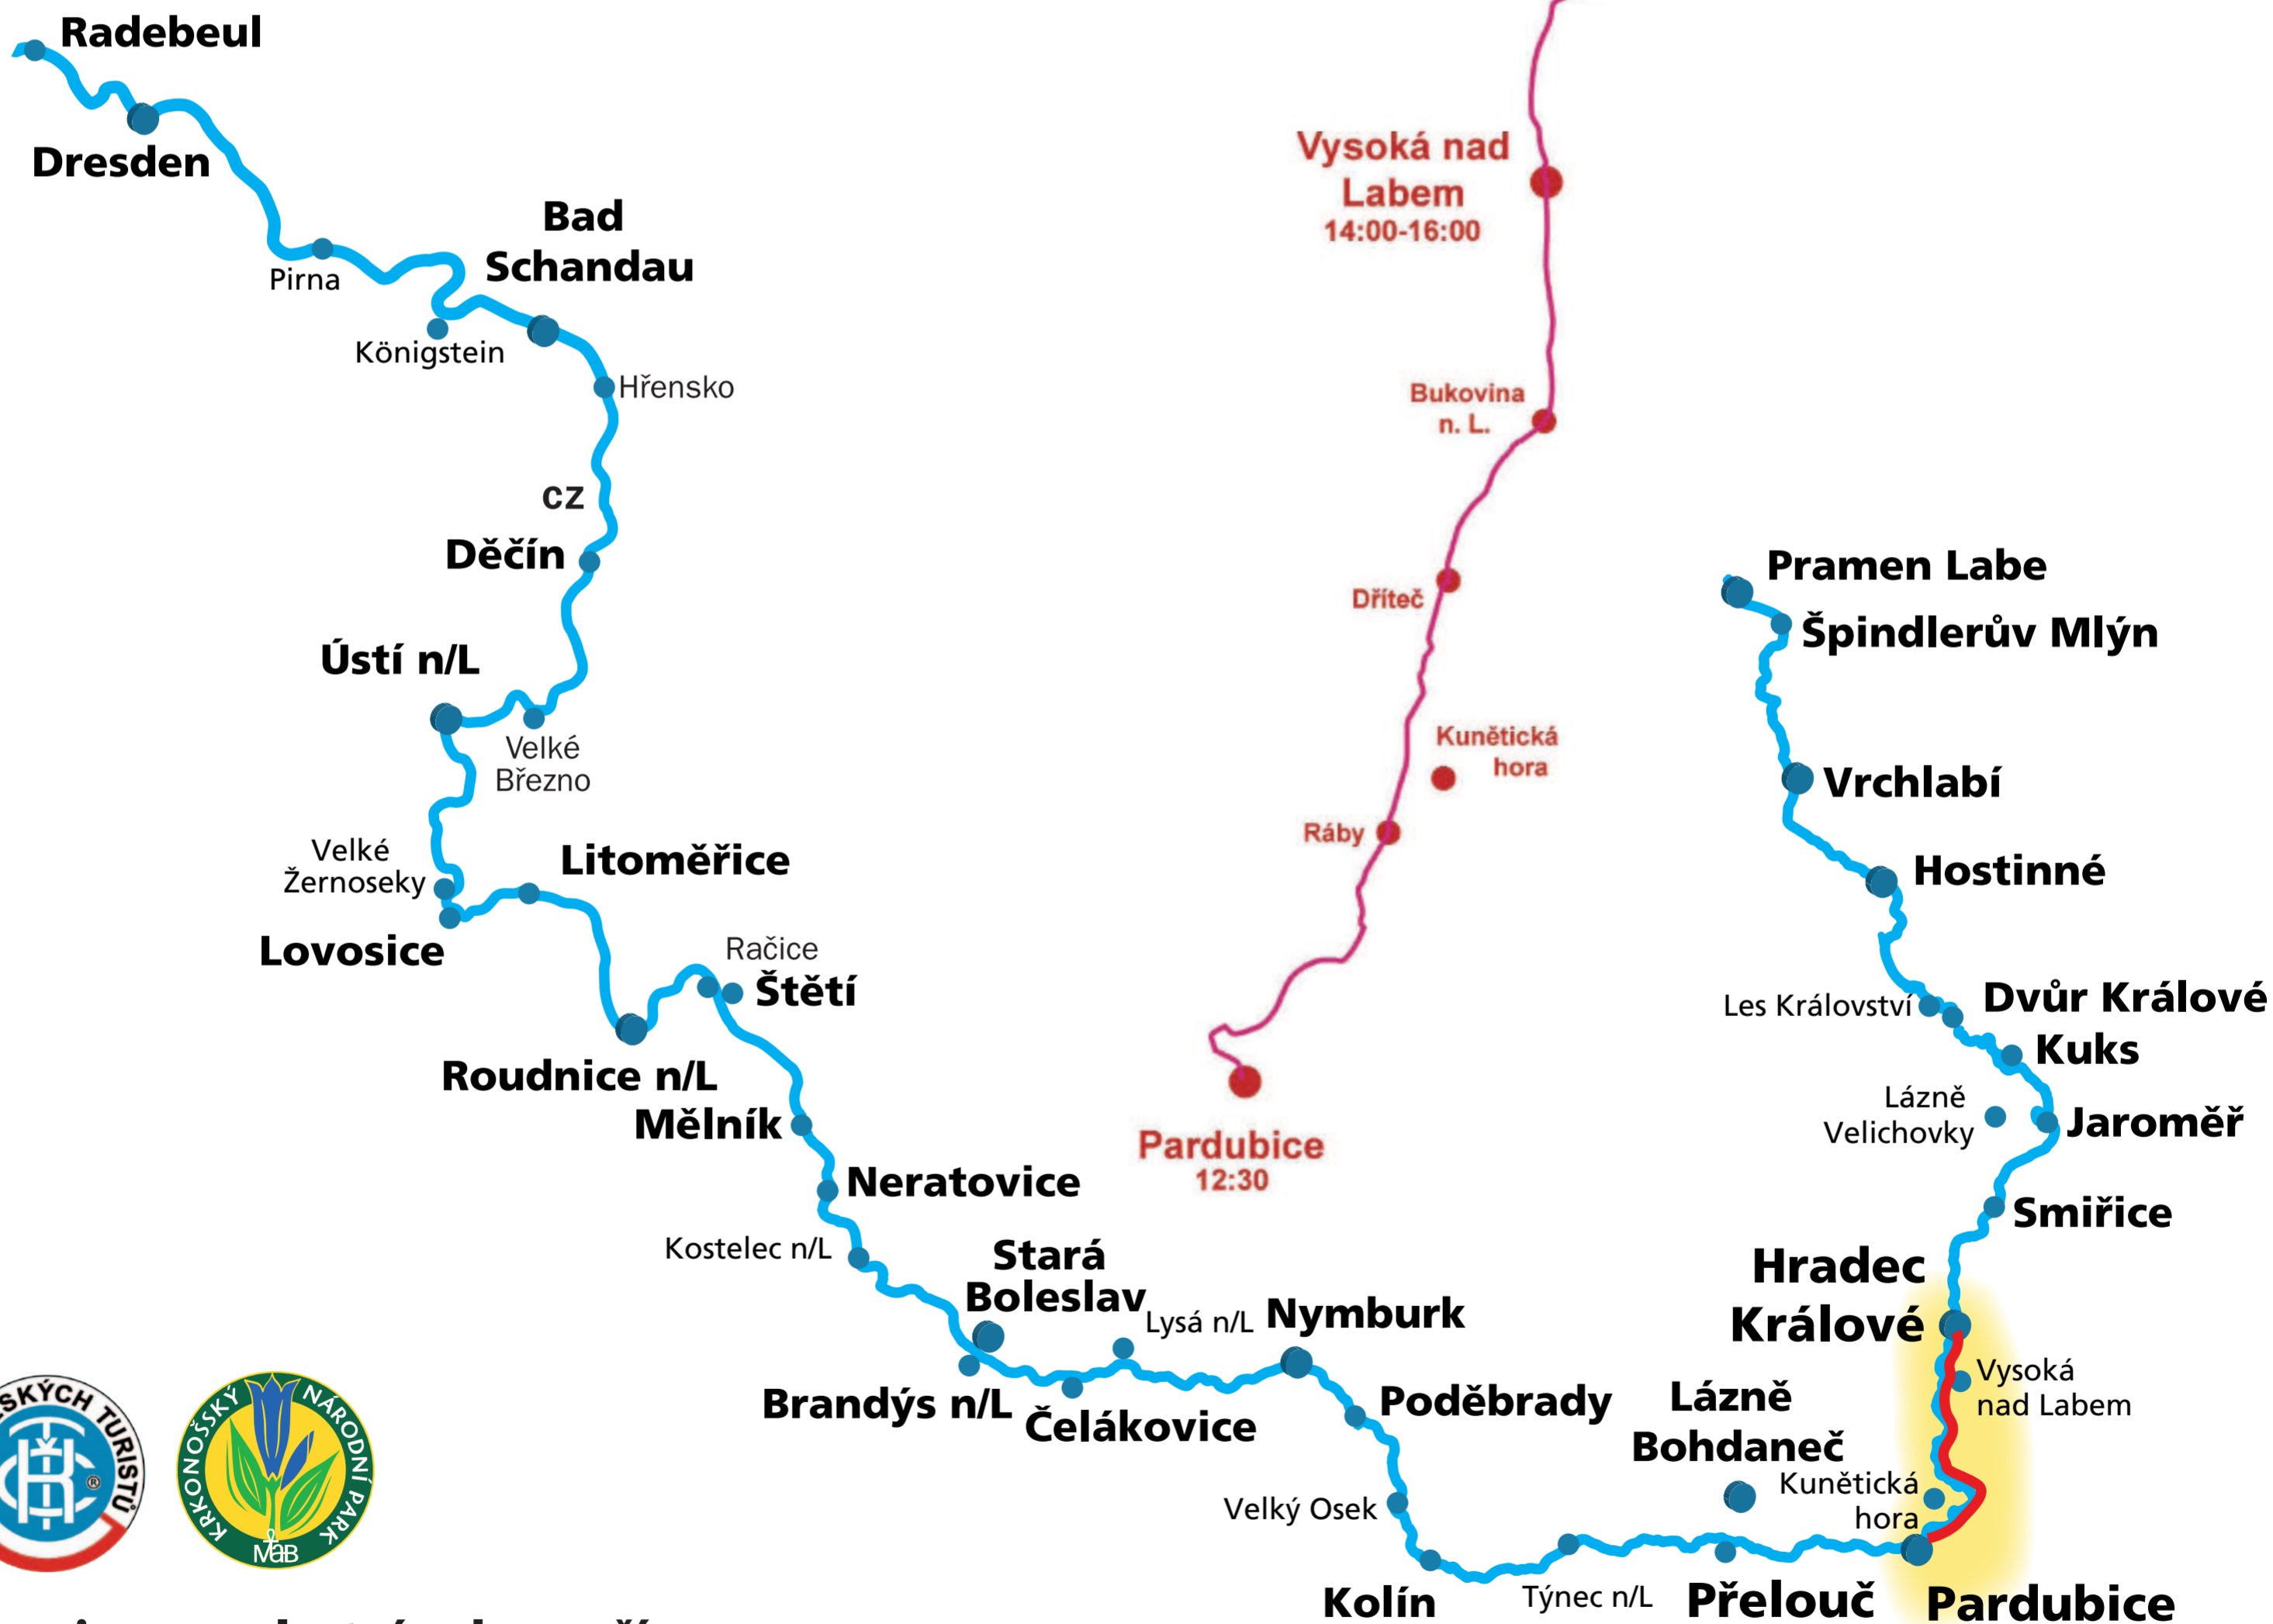 Radebeul
Dresden
Pirna
Bad
Schandau
Königstein
Hřensko
CZ
Děčín
Ústí n/L
Velké
Březno
Velké
Žernoseky
Litoměřice
Lovosice
Račice
Štětí
Roudnice n/L
Mělník
Neratovice
Kostelec n/L
Stará
Boleslav
Lysá n/L
Nymburk
Brandýs n/L
Čelákovice
Poděbrady
Velký Osek
Kolín
Týnec n/L
Lázně
Bohdaneč
Přelouč
Kunětická
hora
Pardubice
Vysoká
nad Labem
Hradec
Králové
Smiřice
Jaroměř
Lázně
Velichovky
Kuks
Dvůr Králové
Les Království
Hostinné
Vrchlabí
Špindlerův Mlýn
Pramen Labe
Vysoká nad
Labem
14:00-16:00
Bukovina
n. L.
Dříteč
Kunětická
hora
Ráby
Pardubice
12:30
TURISTŮ
KČT
®
KRKONOŠSKÝ NÁRODNÍ PARK
MaB